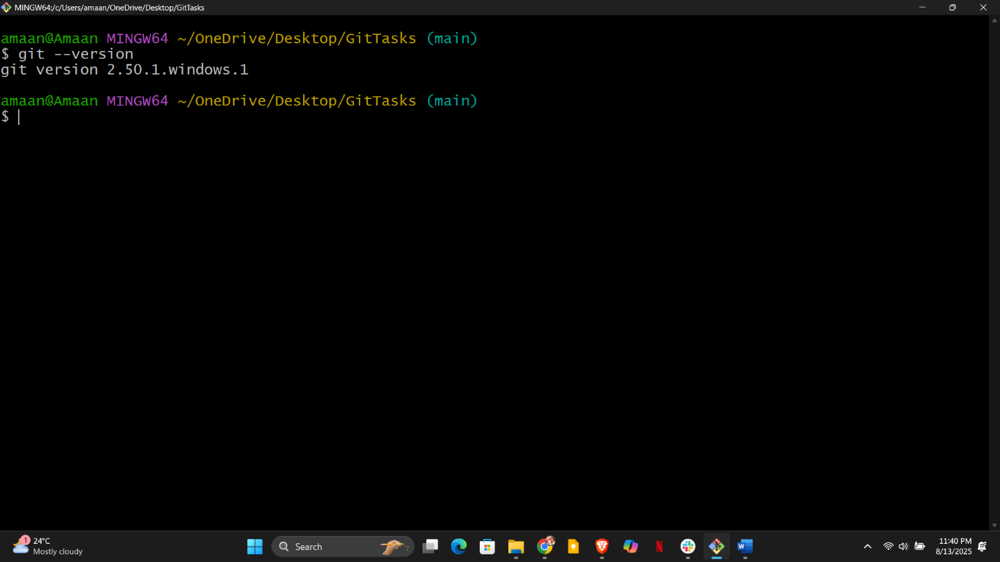 MINGW64:/c/Users/amaan/OneDrive/Desktop/GitTasks
amaan@Amaan MINGW64 ~/OneDrive/Desktop/GitTasks (main)
$ git --version
git version 2.50.1.windows.1
amaan@Amaan MINGW64 ~/OneDrive/Desktop/GitTasks (main)
$
1
24°C
Mostly cloudy
Search
11:40 PM
8/13/2025